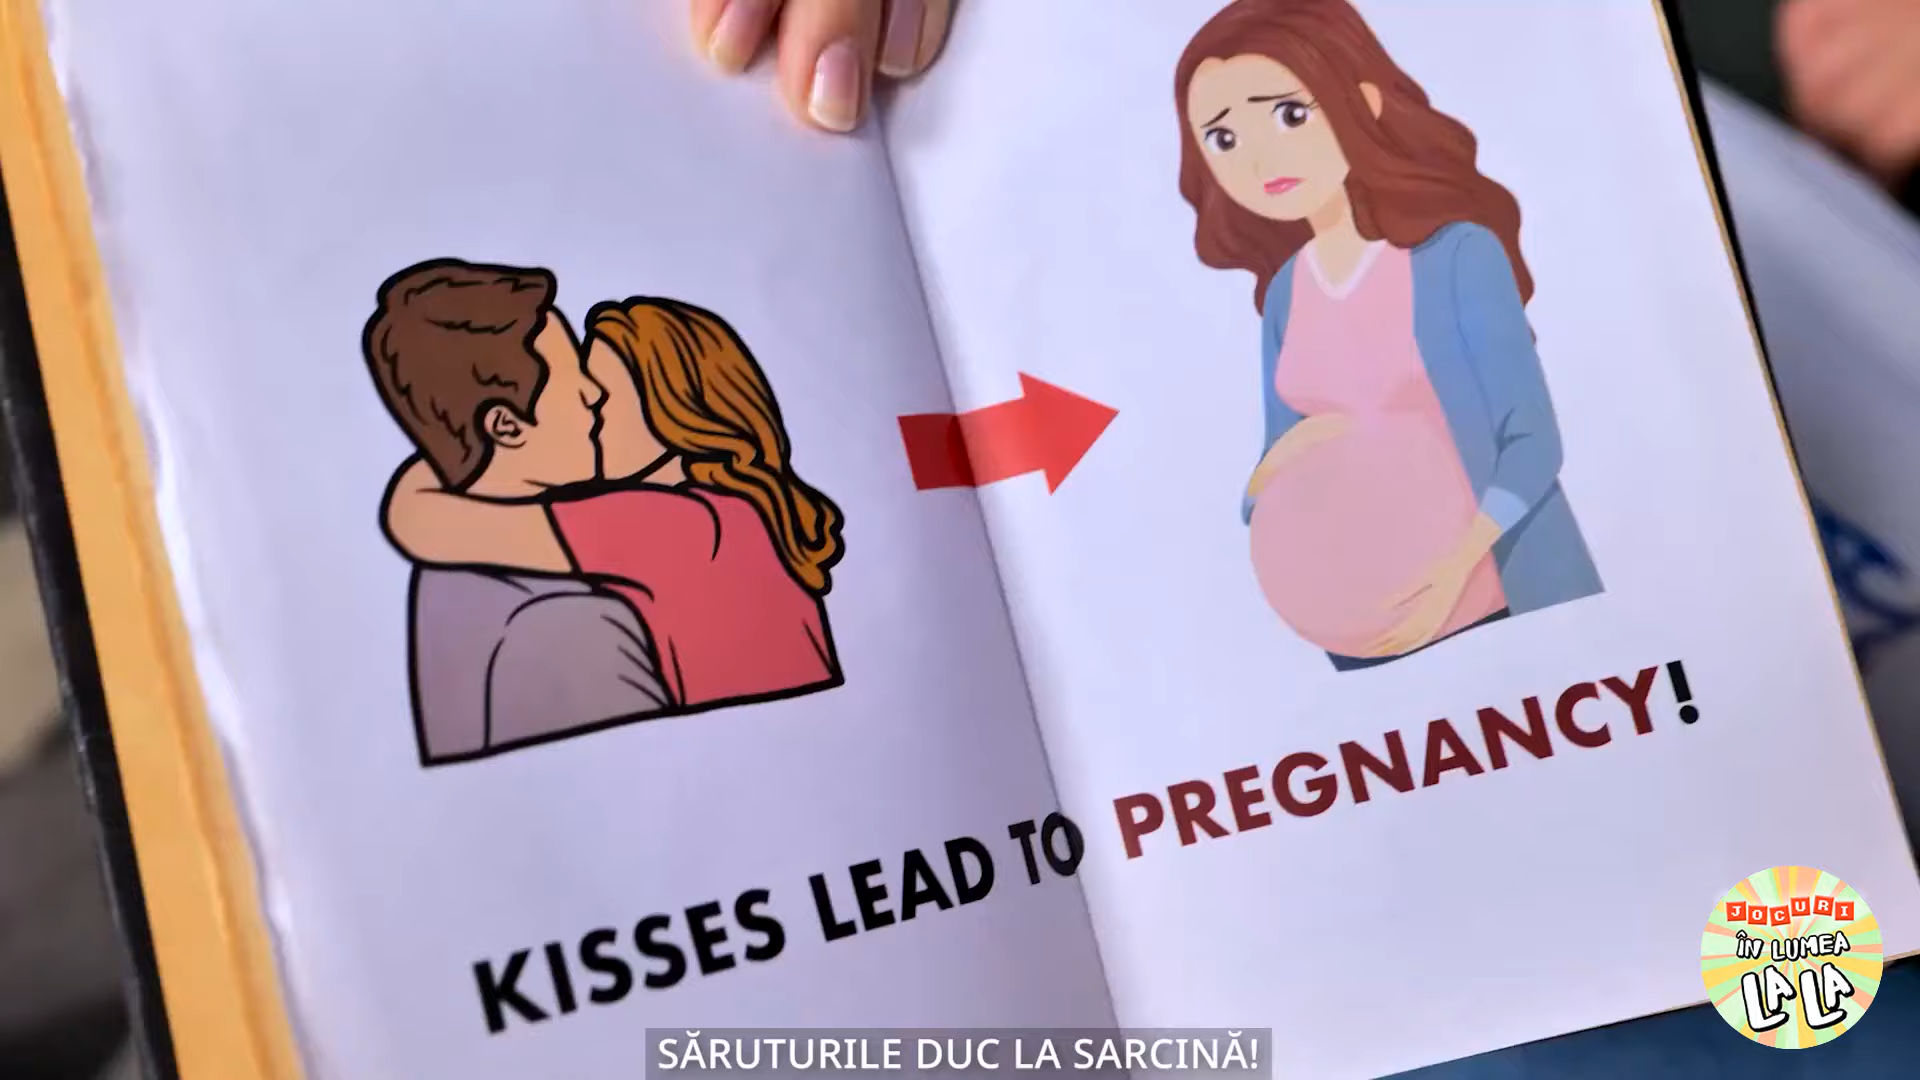 KISSES LEAD TO PREGNANCY!
JOCURI
ÎN LUMEA
LA LA
SĂRUTURILE DUC LA SARCINĂ!